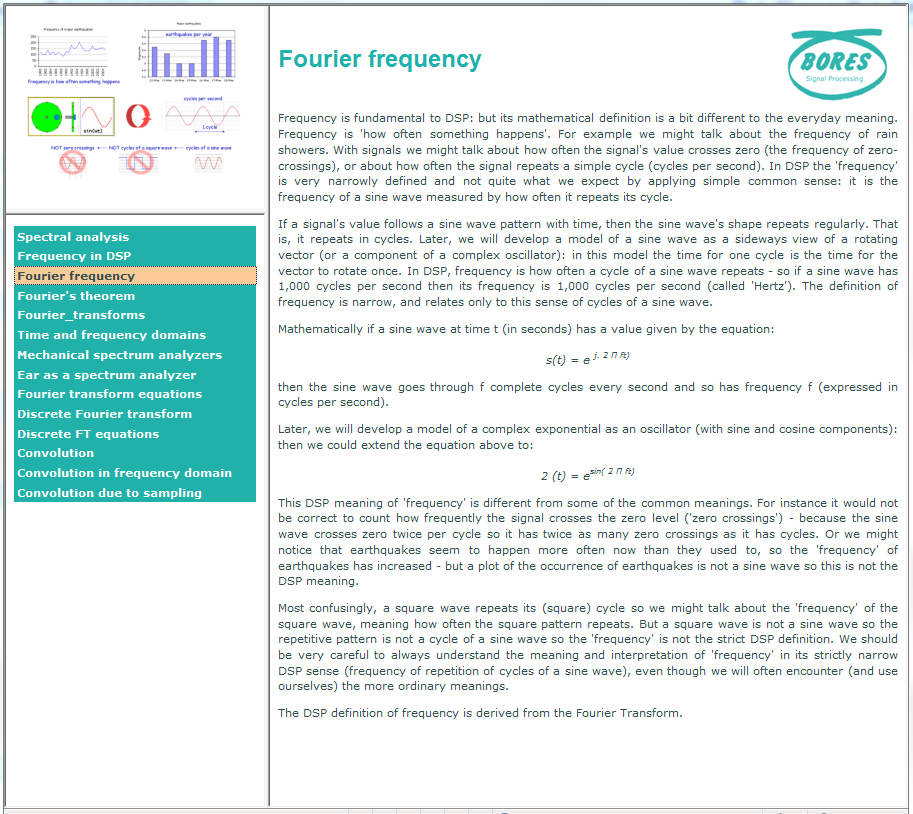 Frequency of major earthquakes
Frequency is how often something happens
Major earthquakes
earthquakes per year
sin(wt)
cycles per second
1 cycle
NOT zero crossings
NOT cycles of a square wave
cycles of a sine wave
Spectral analysis
Frequency in DSP
Fourier frequency
Fourier's theorem
Fourier_transforms
Time and frequency domains
Mechanical spectrum analyzers
Ear as a spectrum analyzer
Fourier transform equations
Discrete Fourier transform
Discrete FT equations
Convolution
Convolution in frequency domain
Convolution due to sampling
Fourier frequency
BORES
Signal Processing
Frequency is fundamental to DSP: but its mathematical definition is a bit different to the everyday meaning.
Frequency is 'how often something happens'. For example we might talk about the frequency of rain
showers. With signals we might talk about how often the signal's value crosses zero (the frequency of zero-
crossings), or about how often the signal repeats a simple cycle (cycles per second). In DSP the 'frequency'
is very narrowly defined and not quite what we expect by applying simple common sense: it is the
frequency of a sine wave measured by how often it repeats its cycle.
If a signal's value follows a sine wave pattern with time, then the sine wave's shape repeats regularly. That
is, it repeats in cycles. Later, we will develop a model of a sine wave as a sideways view of a rotating
vector (or a component of a complex oscillator): in this model the time for one cycle is the time for the
vector to rotate once. In DSP, frequency is how often a cycle of a sine wave repeats - so if a sine wave has
1,000 cycles per second then its frequency is 1,000 cycles per second (called 'Hertz'). The definition of
frequency is narrow, and relates only to this sense of cycles of a sine wave.
Mathematically if a sine wave at time t (in seconds) has a value given by the equation:
s(t) = e j. 2 Π ft)
then the sine wave goes through f complete cycles every second and so has frequency f (expressed in
cycles per second).
Later, we will develop a model of a complex exponential as an oscillator (with sine and cosine components):
then we could extend the equation above to:
2 (t) = esin( 2 Π ft)
This DSP meaning of 'frequency' is different from some of the common meanings. For instance it would not
be correct to count how frequently the signal crosses the zero level ('zero crossings') - because the sine
wave crosses zero twice per cycle so it has twice as many zero crossings as it has cycles. Or we might
notice that earthquakes seem to happen more often now than they used to, so the 'frequency' of
earthquakes has increased - but a plot of the occurrence of earthquakes is not a sine wave so this is not the
DSP meaning.
Most confusingly, a square wave repeats its (square) cycle so we might talk about the 'frequency' of the
square wave, meaning how often the square pattern repeats. But a square wave is not a sine wave so the
repetitive pattern is not a cycle of a sine wave so the 'frequency' is not the strict DSP definition. We should
be very careful to always understand the meaning and interpretation of 'frequency' in its strictly narrow
DSP sense (frequency of repetition of cycles of a sine wave), even though we will often encounter (and use
ourselves) the more ordinary meanings.
The DSP definition of frequency is derived from the Fourier Transform.